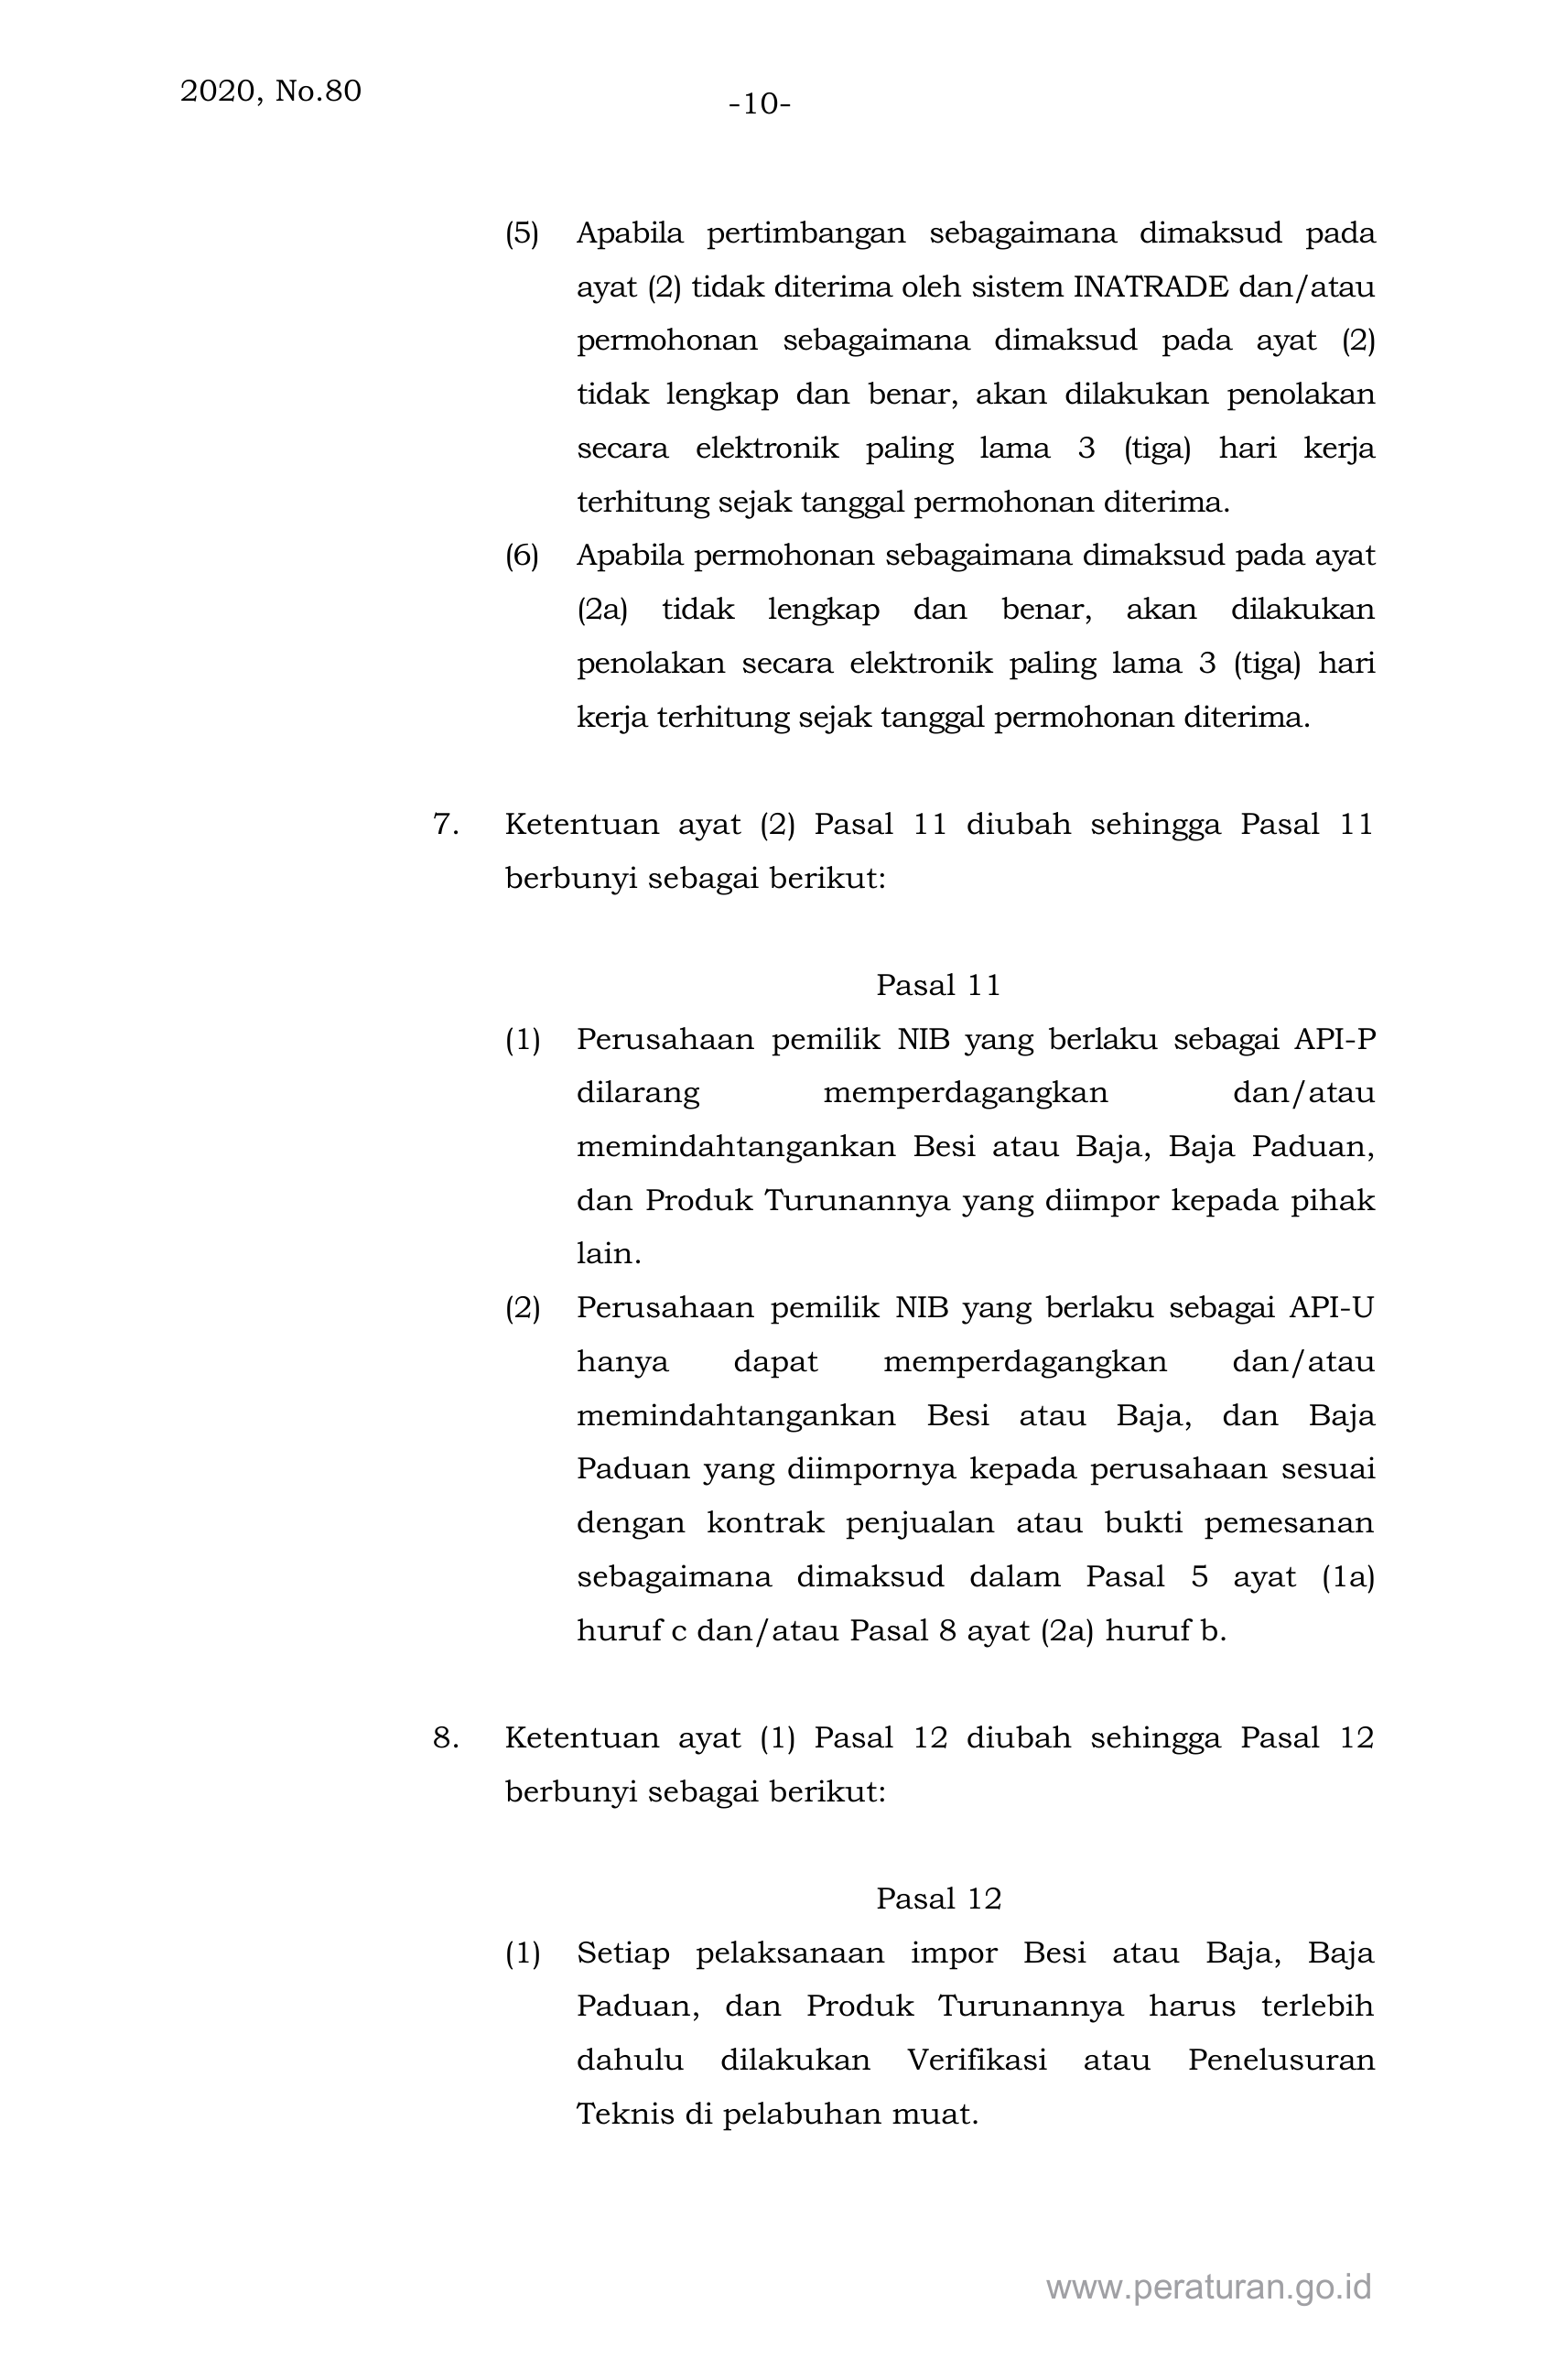 2020, No.80
-10-
(5) Apabila pertimbangan sebagaimana dimaksud pada
ayat (2) tidak diterima oleh sistem INATRADE dan/atau
permohonan sebagaimana dimaksud pada ayat (2)
tidak lengkap dan benar, akan dilakukan penolakan
secara elektronik paling lama 3 (tiga) hari kerja
terhitung sejak tanggal permohonan diterima.
(6) Apabila permohonan sebagaimana dimaksud pada ayat
(2a) tidak lengkap dan benar, akan dilakukan
penolakan secara elektronik paling lama 3 (tiga) hari
kerja terhitung sejak tanggal permohonan diterima.
7. Ketentuan ayat (2) Pasal 11 diubah sehingga Pasal 11
berbunyi sebagai berikut:
Pasal 11
(1) Perusahaan pemilik NIB yang berlaku sebagai API-P
dilarang memperdagangkan dan/atau
memindahtangankan Besi atau Baja, Baja Paduan,
dan Produk Turunannya yang diimpor kepada pihak
lain.
(2) Perusahaan pemilik NIB yang berlaku sebagai API-U
hanya dapat memperdagangkan dan/atau
memindahtangankan Besi atau Baja, dan Baja
Paduan yang diimpornya kepada perusahaan sesuai
dengan kontrak penjualan atau bukti pemesanan
sebagaimana dimaksud dalam Pasal 5 ayat (1a)
huruf c dan/atau Pasal 8 ayat (2a) huruf b.
8. Ketentuan ayat (1) Pasal 12 diubah sehingga Pasal 12
berbunyi sebagai berikut:
Pasal 12
(1) Setiap pelaksanaan impor Besi atau Baja, Baja
Paduan, dan Produk Turunannya harus terlebih
dahulu dilakukan Verifikasi atau Penelusuran
Teknis di pelabuhan muat.
www.peraturan.go.id